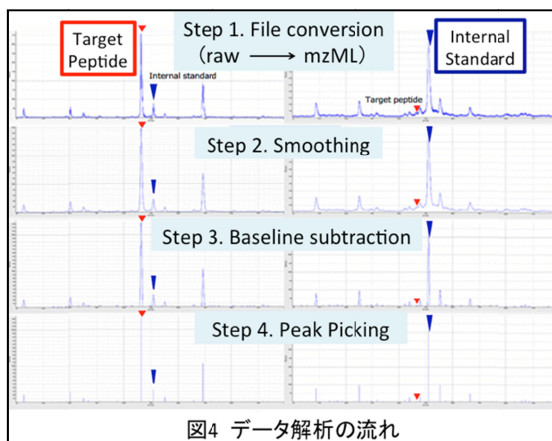 Target
Peptide
Step 1. File conversion
(raw ⟶ mzML)
Internal
Standard
Internal standard
Target peptide
Step 2. Smoothing
Step 3. Baseline subtraction
Step 4. Peak Picking
図4 データ解析の流れ